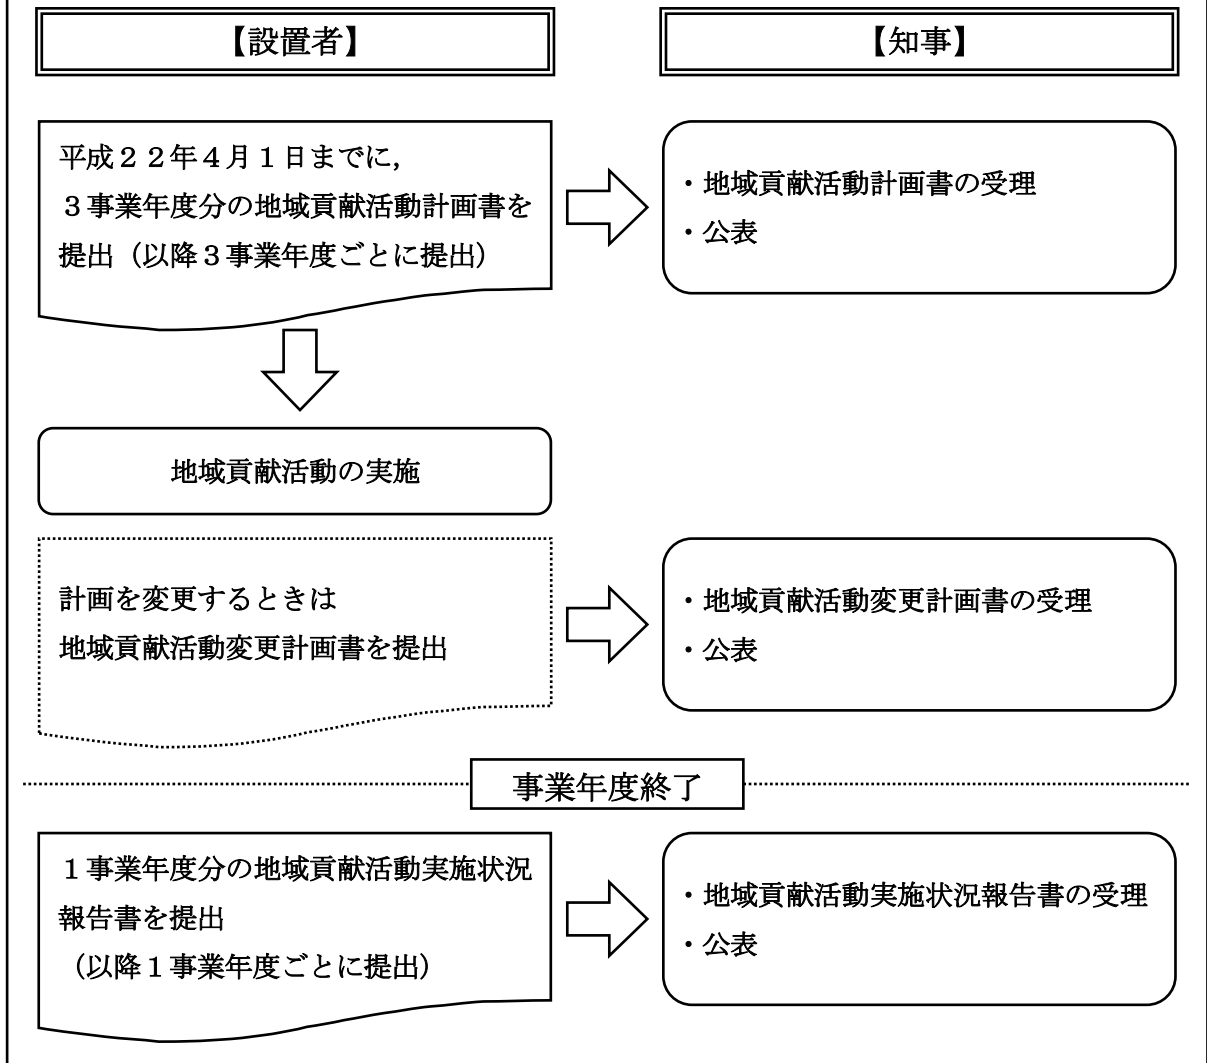 【設置者】
【知事】
平成２２年４月１日までに，
３事業年度分の地域貢献活動計画書を
提出（以降３事業年度ごとに提出）
・地域貢献活動計画書の受理
・公表
地域貢献活動の実施
計画を変更するときは
地域貢献活動変更計画書を提出
・地域貢献活動変更計画書の受理
・公表
事業年度終了
１事業年度分の地域貢献活動実施状況
報告書を提出
（以降１事業年度ごとに提出）
・地域貢献活動実施状況報告書の受理
・公表